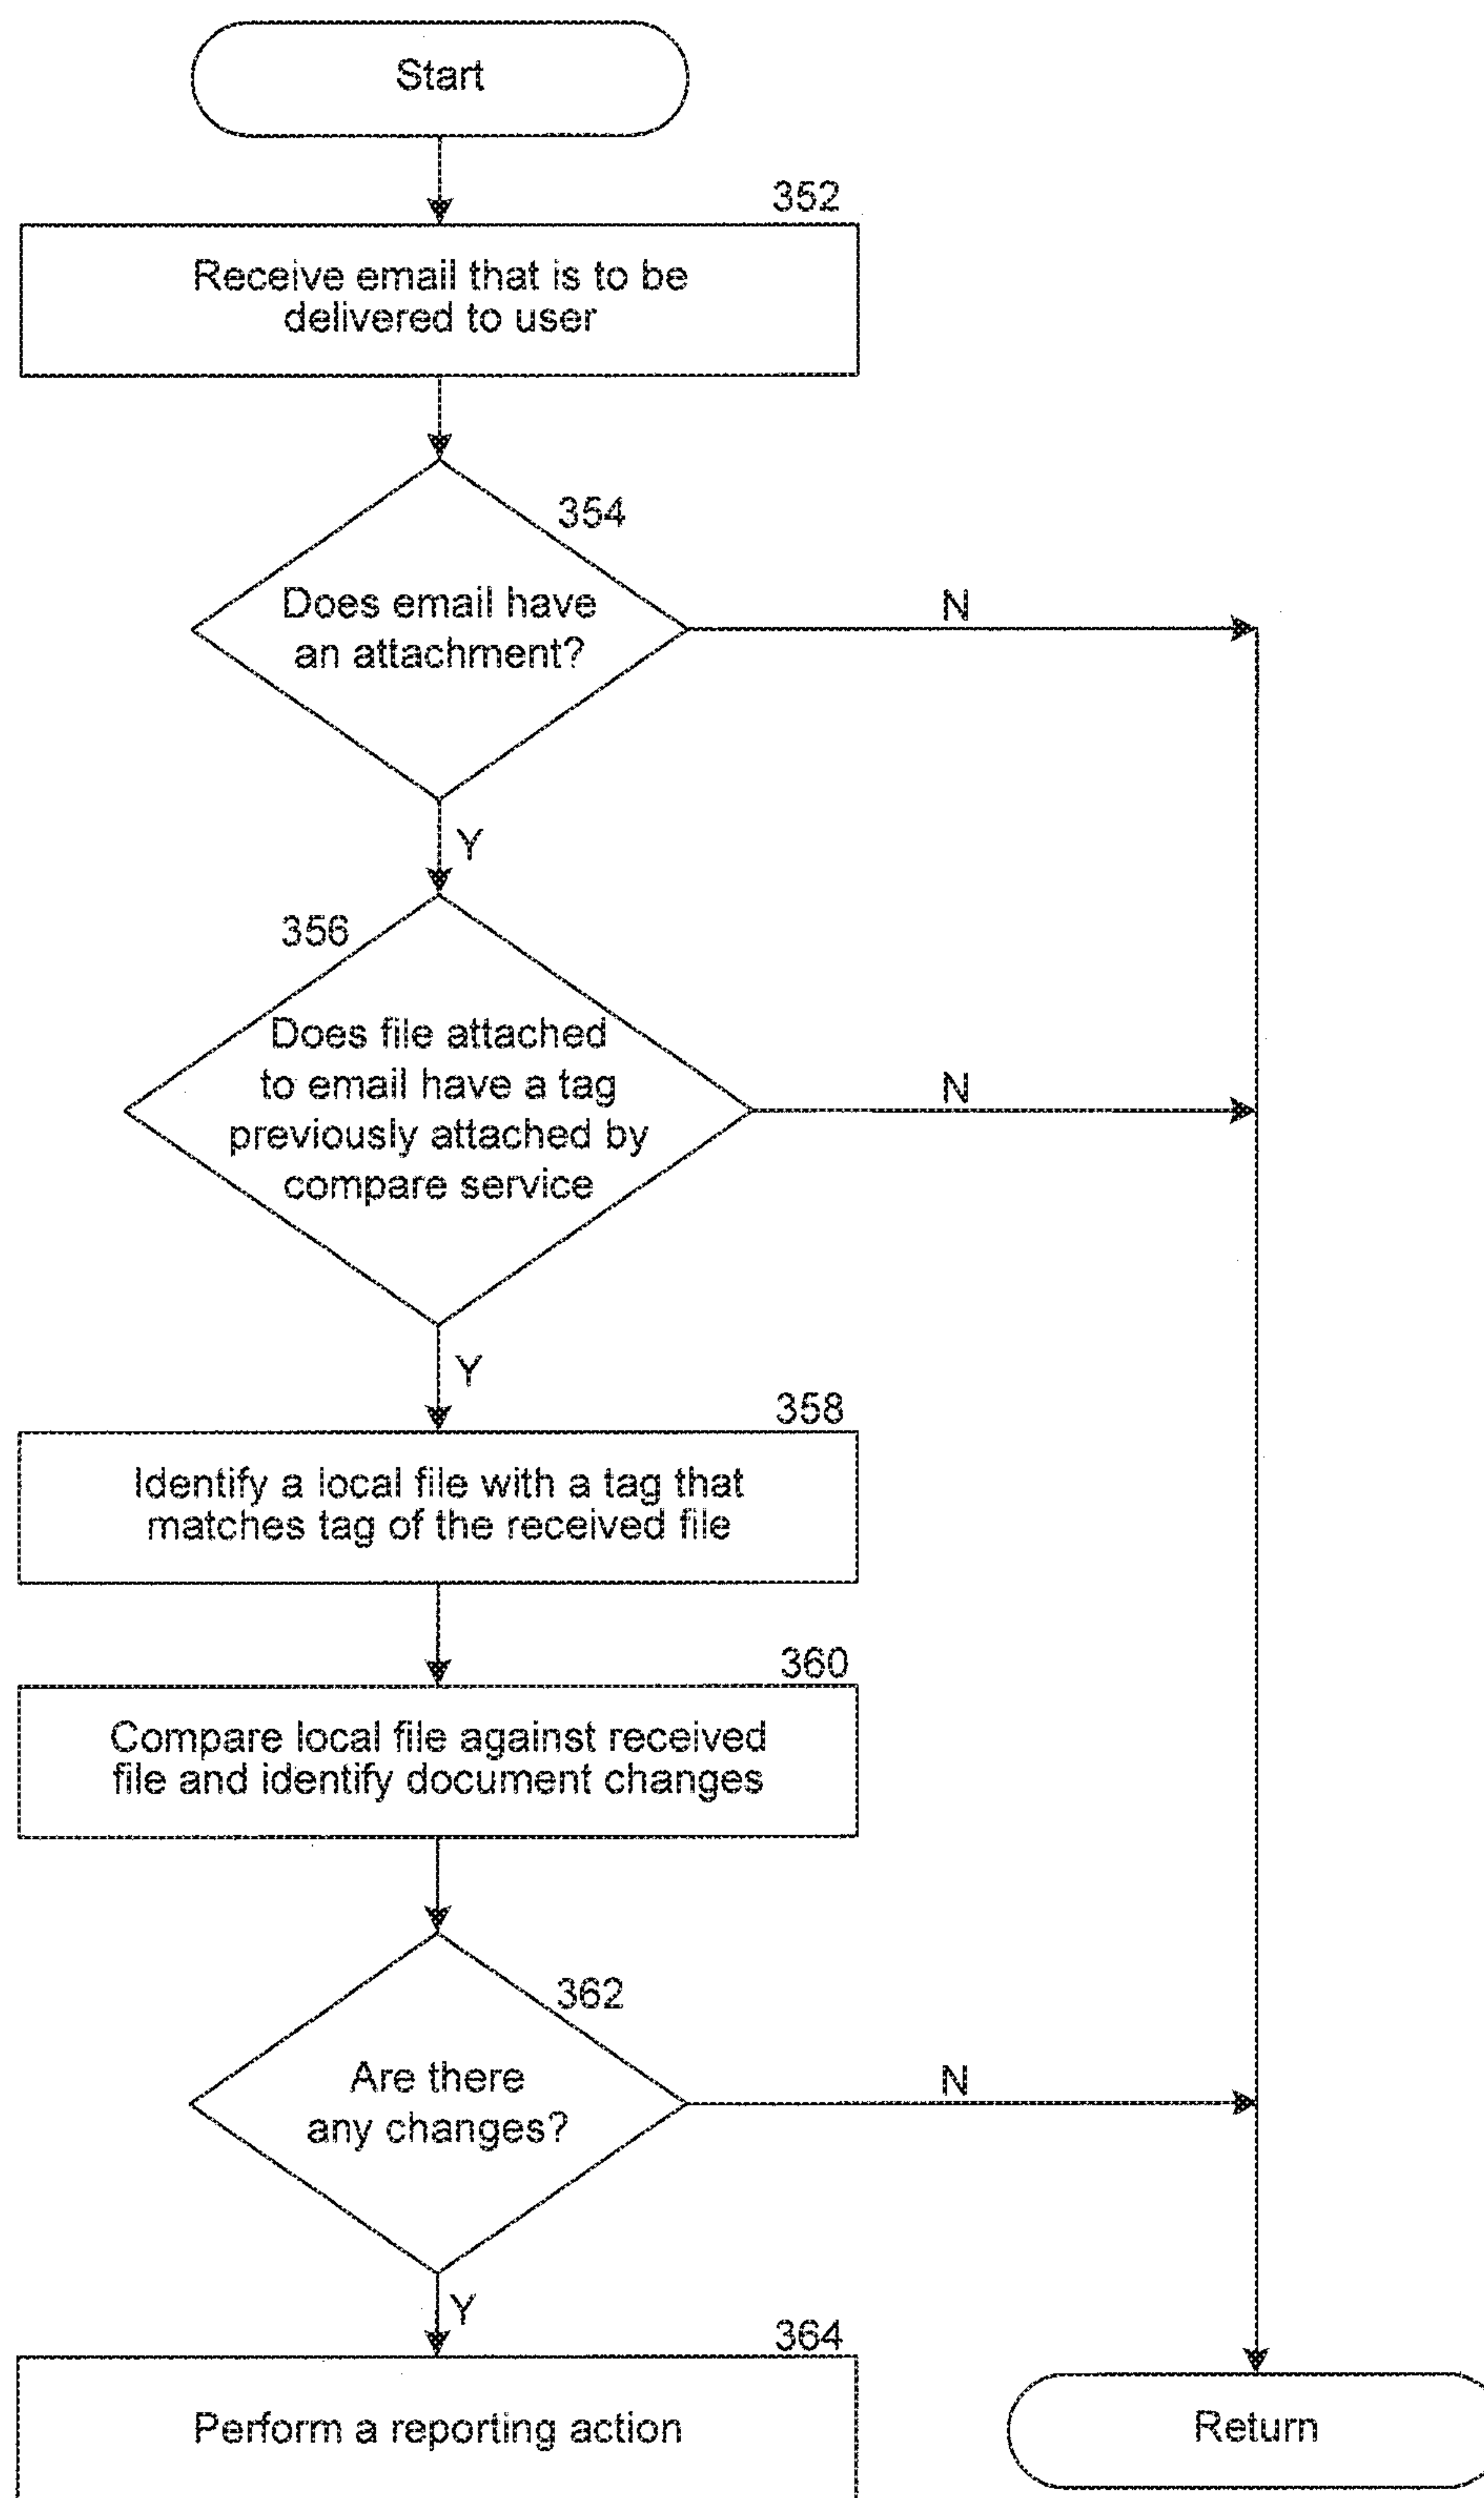 Start
352
Receive email that is to be
delivered to user
354
Does email have
an attachment?
N
Y
356
Does file attached
to email have a tag
previously attached by
compare service
N
Y
358
Identify a local file with a tag that
matches tag of the received file
360
Compare local file against received
file and identify document changes
362
Are there
any changes?
N
Y
364
Perform a reporting action
Return